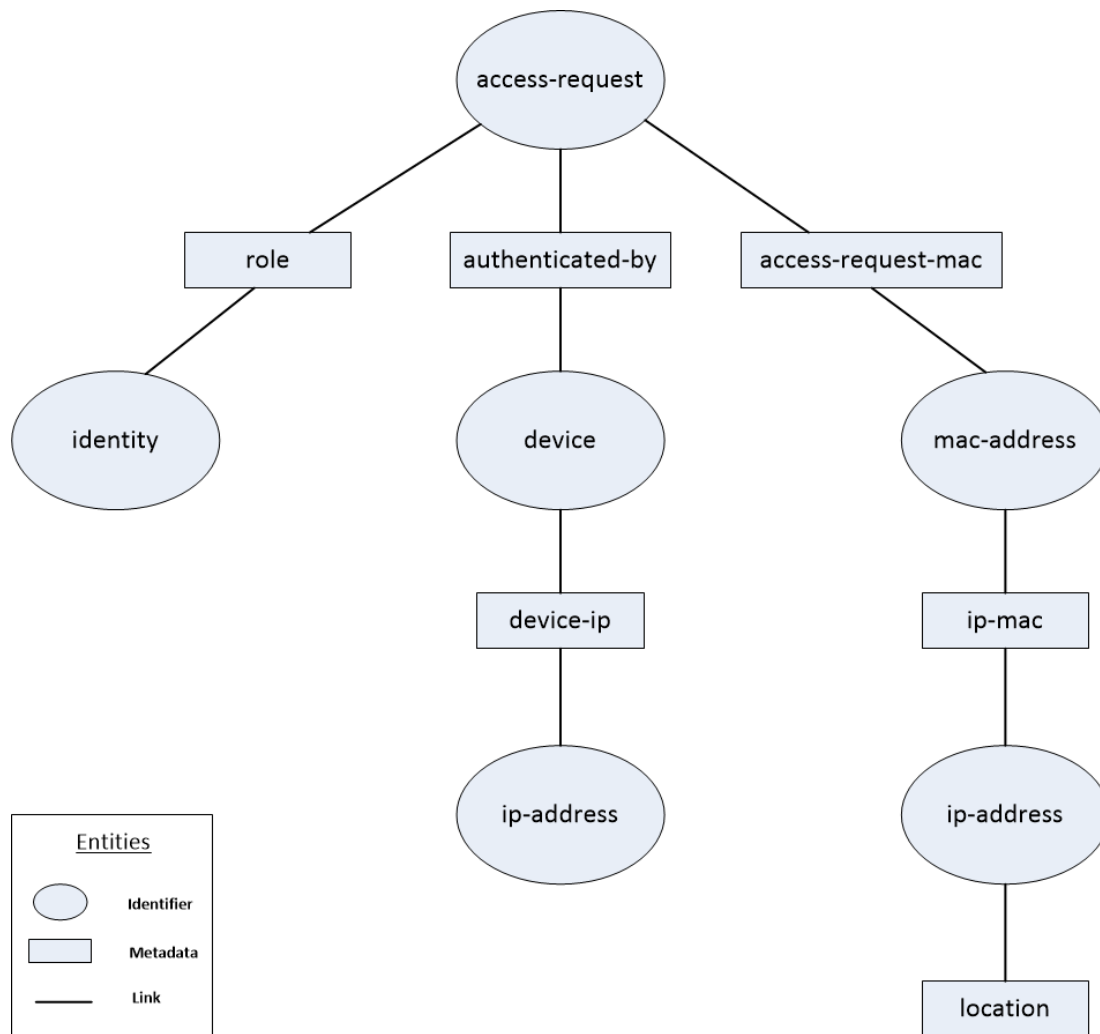 access-request
role
authenticated-by
access-request-mac
identity
device
mac-address
device-ip
ip-mac
ip-address
ip-address
location
Entities
Identifier
Metadata
Link